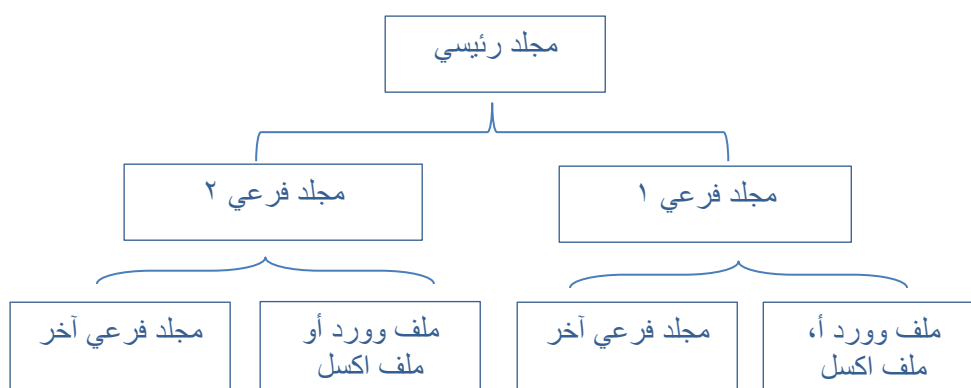 مجلد رئيسي
مجلد فرعي ١
مجلد فرعي ٢
ملف وورد أ،
ملف اكسل
مجلد فرعي آخر
ملف وورد أو
ملف اكسل
مجلد فرعي آخر